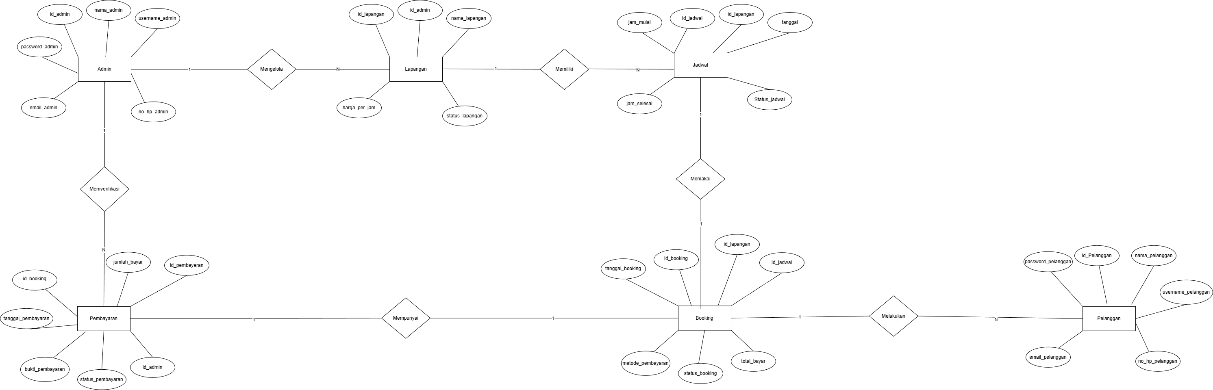 id_admin
nama_admin
username_admin
password_admin
Admin
email_admin
no_hp_admin
Mengelola
N
id_lapangan
id_admin
nama_lapangan
Lapangan
harga_per_jam
status_lapangan
Memiliki
N
jam_mulai
id_jadwal
id_lapangan
tanggal
Jadwal
jam_selesai
Status_jadwal
Memverifikasi
N
Memakai
id_booking
jumlah_bayar
id_pembayaran
tanggal_pembayaran
Pembayaran
bukti_pembayaran
status_pembayaran
id_admin
Mempunyai
tanggal_booking
id_booking
id_lapangan
id_jadwal
Booking
metode_pembayaran
status_booking
total_bayar
Melakukan
N
password_pelanggan
id_Pelanggan
nama_pelanggan
username_pelanggan
Pelanggan
email_pelanggan
no_hp_pelanggan